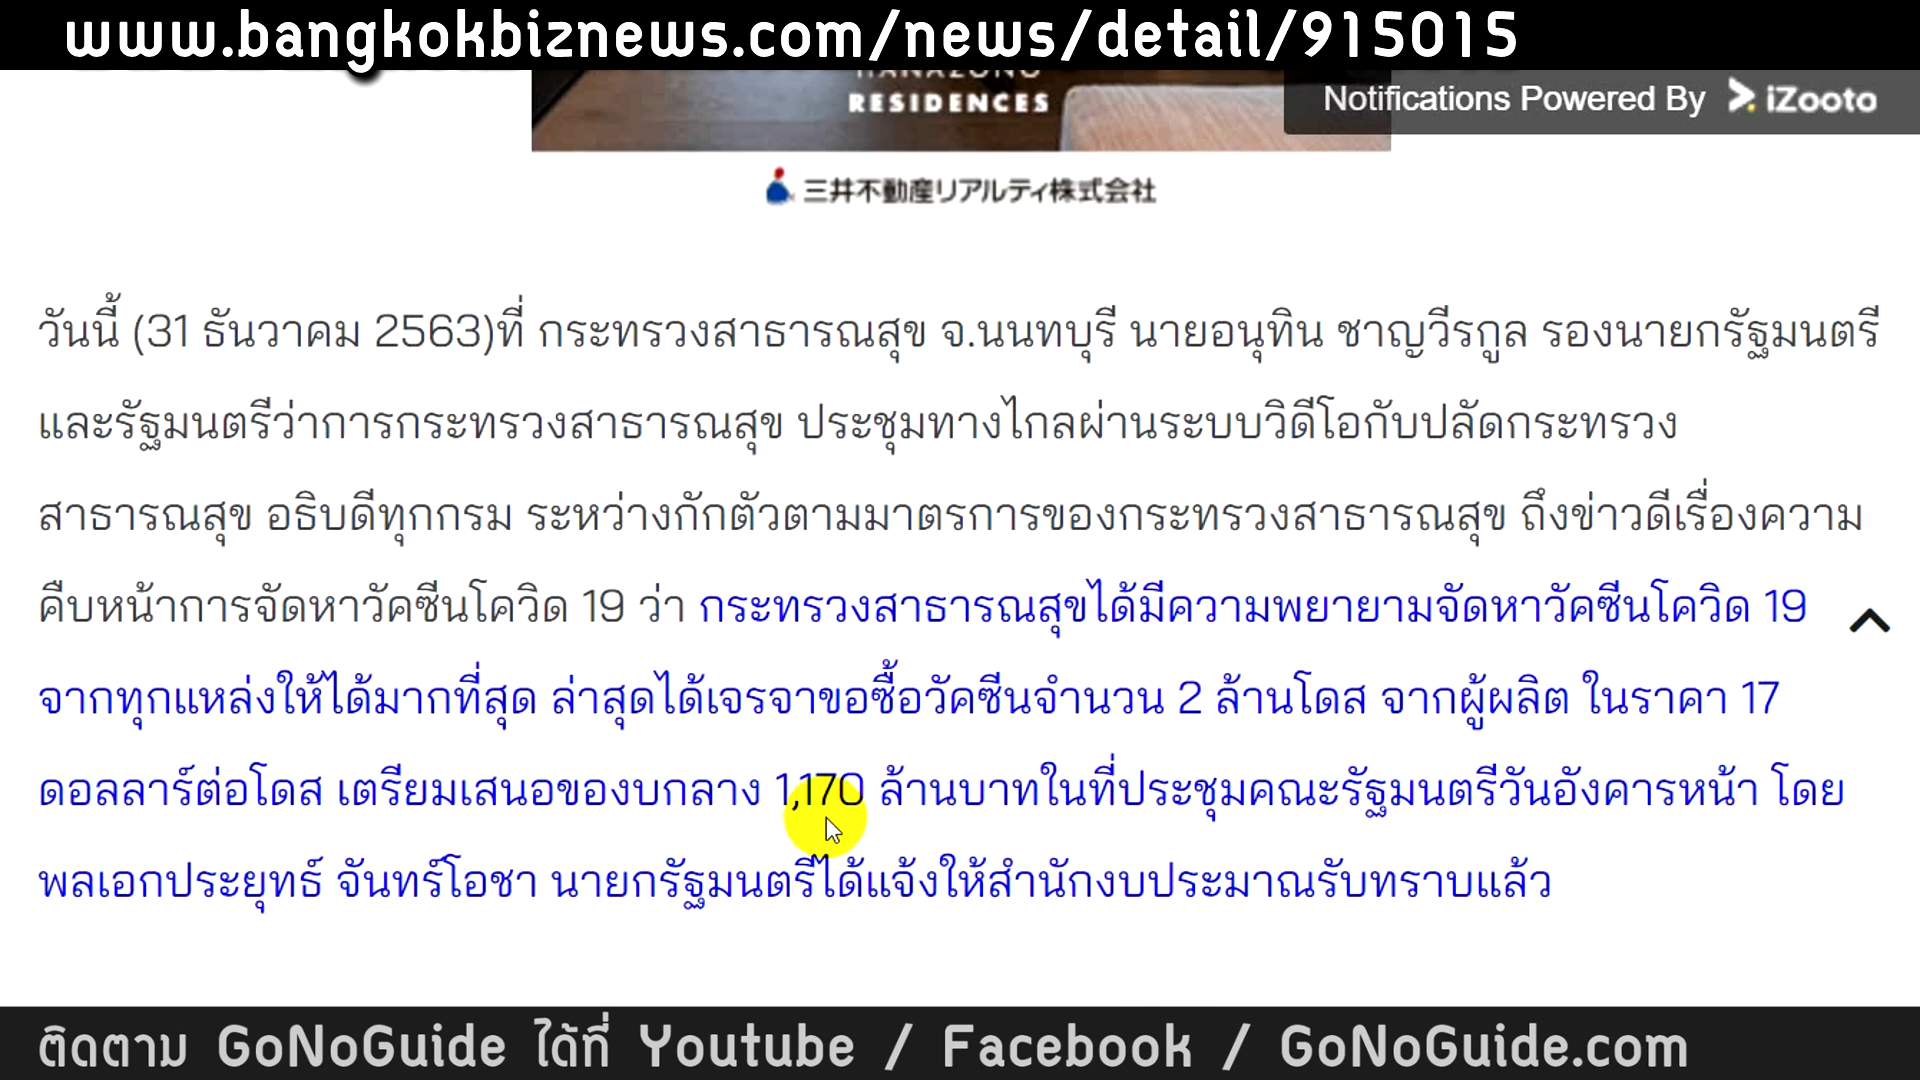 www.bangkokbiznews.com/news/detail/915015
HANAZONO
RESIDENCES
Notifications Powered By iZooto
三井不動産リアルティ株式会社
วันนี้ (31 ธันวาคม 2563)ที่ กระทรวงสาธารณสุข จ.นนทบุรี นายอนุทิน ชาญวีรกูล รองนายกรัฐมนตรี
และรัฐมนตรีว่าการกระทรวงสาธารณสุข ประชุมทางไกลผ่านระบบวิดีโอกับปลัดกระทรวง
สาธารณสุข อธิบดีทุกกรม ระหว่างกักตัวตามมาตรการของกระทรวงสาธารณสุข ถึงข่าวดีเรื่องความ
คืบหน้าการจัดหาวัคซีนโควิด 19 ว่า กระทรวงสาธารณสุขได้มีความพยายามจัดหาวัคซีนโควิด 19
จากทุกแหล่งให้ได้มากที่สุด ล่าสุดได้เจรจาขอซื้อวัคซีนจำนวน 2 ล้านโดส จากผู้ผลิต ในราคา 17
ดอลลาร์ต่อโดส เตรียมเสนอของบกลาง 1,170 ล้านบาทในที่ประชุมคณะรัฐมนตรีวันอังคารหน้า โดย
พลเอกประยุทธ์ จันทร์โอชา นายกรัฐมนตรีได้แจ้งให้สำนักงบประมาณรับทราบแล้ว
ติดตาม GoNoGuide ได้ที่ Youtube / Facebook / GoNoGuide.com